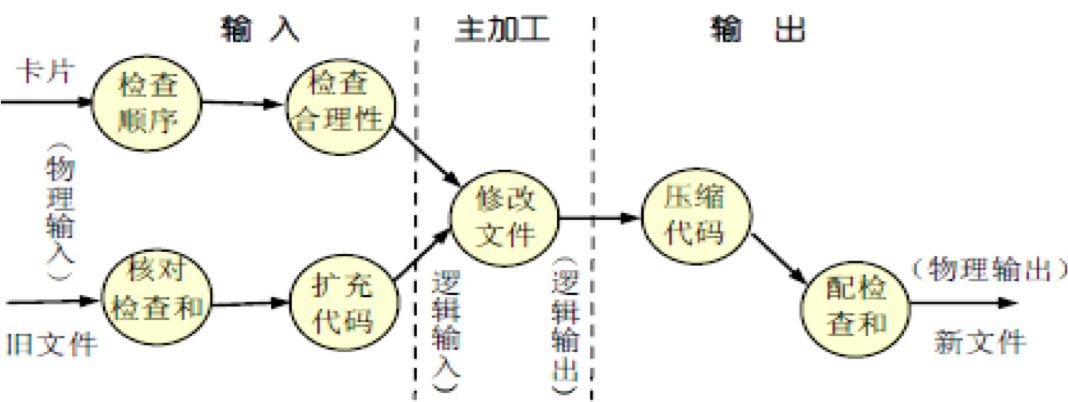 输入
主加工
输出
卡片
检查
顺序
检查
合理性
（物理输入）
修改
文件
压缩
代码
核对
检查和
扩充
代码
（逻辑输入）
（逻辑输出）
配检
查和
（物理输出）
旧文件
新文件